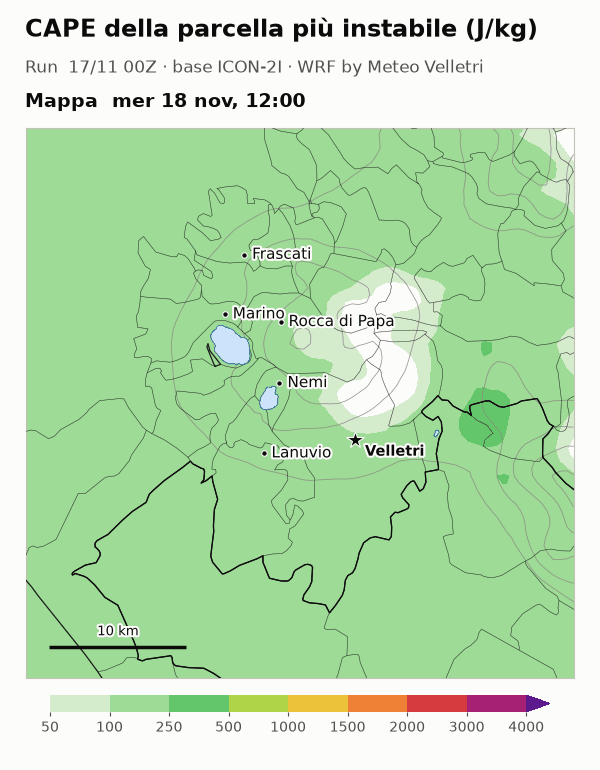 CAPE della parcella più instabile (J/kg)
Run  17/11 00Z · base ICON-2I · WRF by Meteo Velletri
Mappa  mer 18 nov, 12:00
Frascati
Marino
Rocca di Papa
Nemi
Velletri
Lanuvio
10 km
50 100 250 500 1000 1500 2000 3000 4000